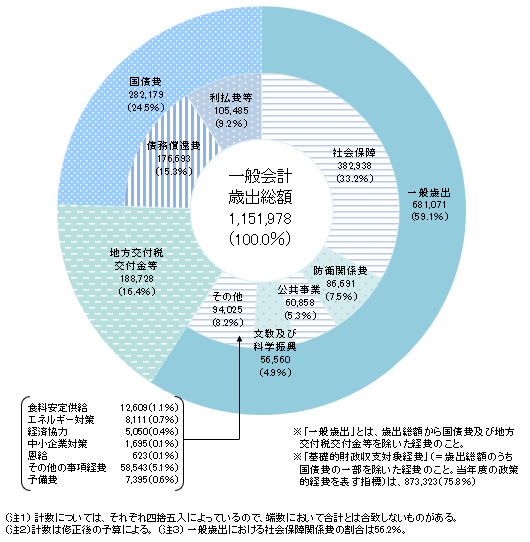 国債費
282,179
(24.5%)
利払費等
105,485
(9.2%)
債務償還費
176,693
(15.3%)
社会保障
382,938
(33.2%)
一般会計
歳出総額
1,151,978
(100.0%)
一般歳出
681,071
(59.1%)
地方交付税
交付金等
188,728
(16.4%)
防衛関係費
86,691
(7.5%)
公共事業
60,858
(5.3%)
その他
94,025
(8.2%)
文教及び
科学振興
56,560
(4.9%)
食料安定供給 12,609(1.1%)
エネルギー対策 8,111(0.7%)
経済協力 5,050(0.4%)
中小企業対策 1,695(0.1%)
恩給 623(0.1%)
その他の事項経費 58,543(5.1%)
予備費 7,395(0.6%)
※「一般歳出」とは、歳出総額から国債費及び地方
交付税交付金等を除いた経費のこと。
※「基礎的財政収支対象経費」(=歳出総額のうち
国債費の一部を除いた経費のこと。当年度の政策
的経費を表す指標)は、873,323(75.8%)
(注1) 計数については、それぞれ四捨五入によっているので、端数において合計とは合致しないものがある。
(注2)計数は修正後の予算による。 (注3) 一般歳出における社会保障関係費の割合は56.2%。